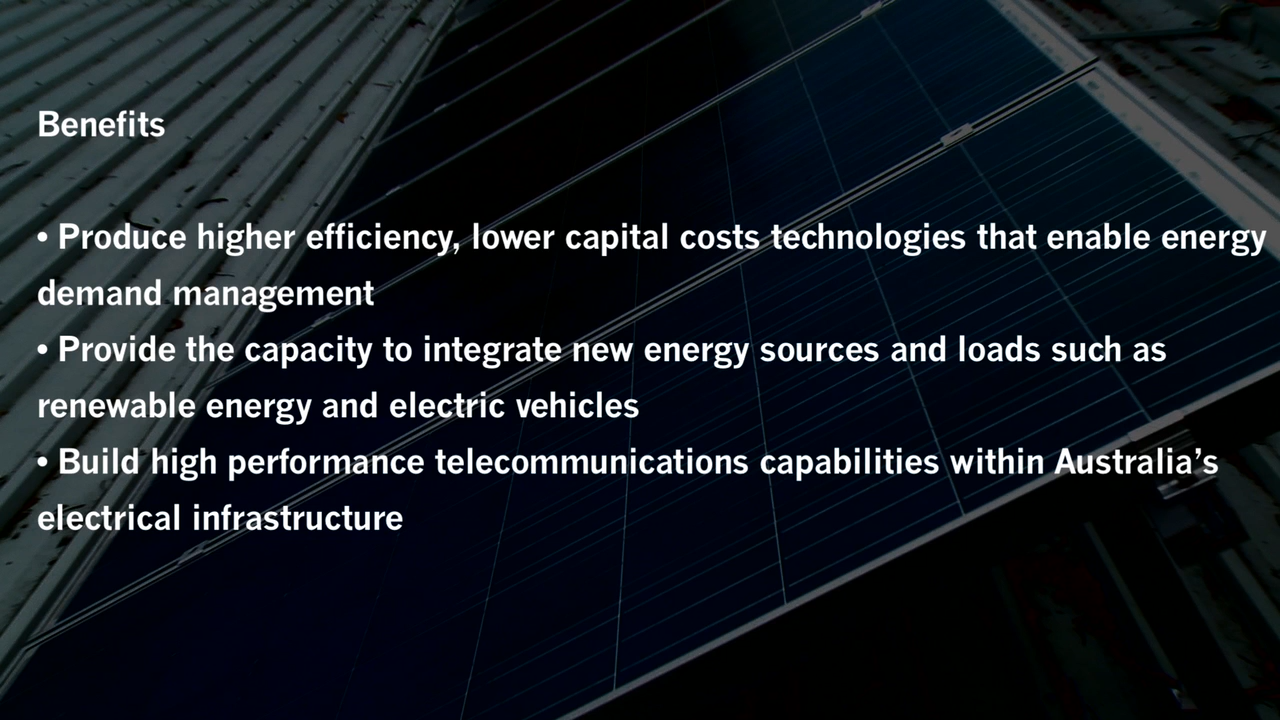 Benefits
• Produce higher efficiency, lower capital costs technologies that enable energy
demand management
• Provide the capacity to integrate new energy sources and loads such as
renewable energy and electric vehicles
• Build high performance telecommunications capabilities within Australia’s
electrical infrastructure